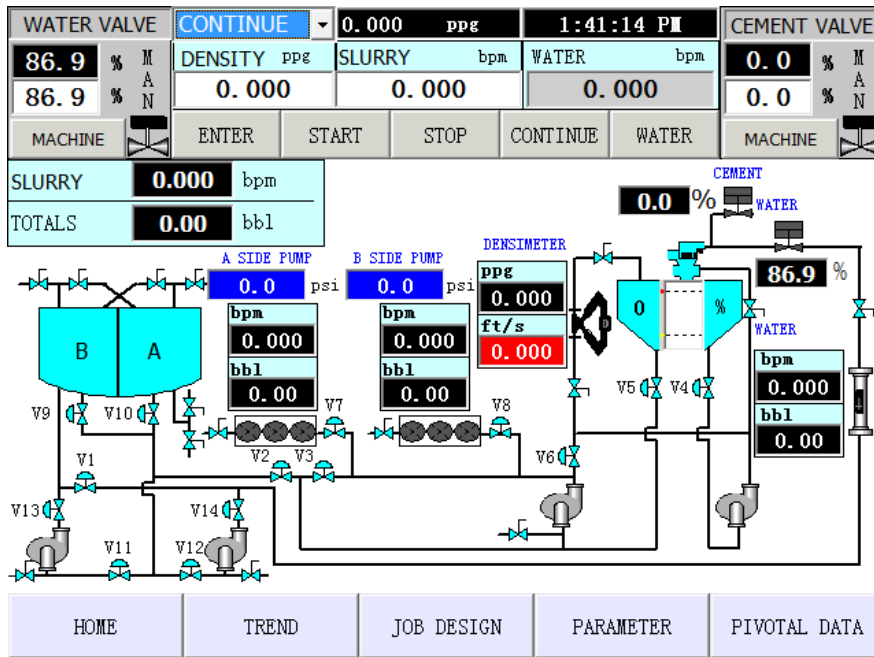 WATER VALVE
CONTINUE
0.000 ppg
1:41:14 PM
CEMENT VALVE
86.9 %
MAN
DENSITY ppg
SLURRY bpm
WATER bpm
0.0 %
MAN
86.9 %
0.000
0.000
0.000
0.0 %
MACHINE
ENTER
START
STOP
CONTINUE
WATER
MACHINE
SLURRY 0.000 bpm
TOTALS 0.00 bbl
CEMENT
0.0 %
WATER
A SIDE PUMP
B SIDE PUMP
DENSIMETER
0.0 psi
0.0 psi
ppg
0.000
ft/s
0.000
86.9 %
bpm
0.000
bbl
0.00
bpm
0.000
bbl
0.00
0
%
D
WATER
bpm
0.000
bbl
0.00
B
A
V9
V10
V7
V8
V5
V4
V1
V2
V3
V6
V13
V14
V11
V12
HOME
TREND
JOB DESIGN
PARAMETER
PIVOTAL DATA